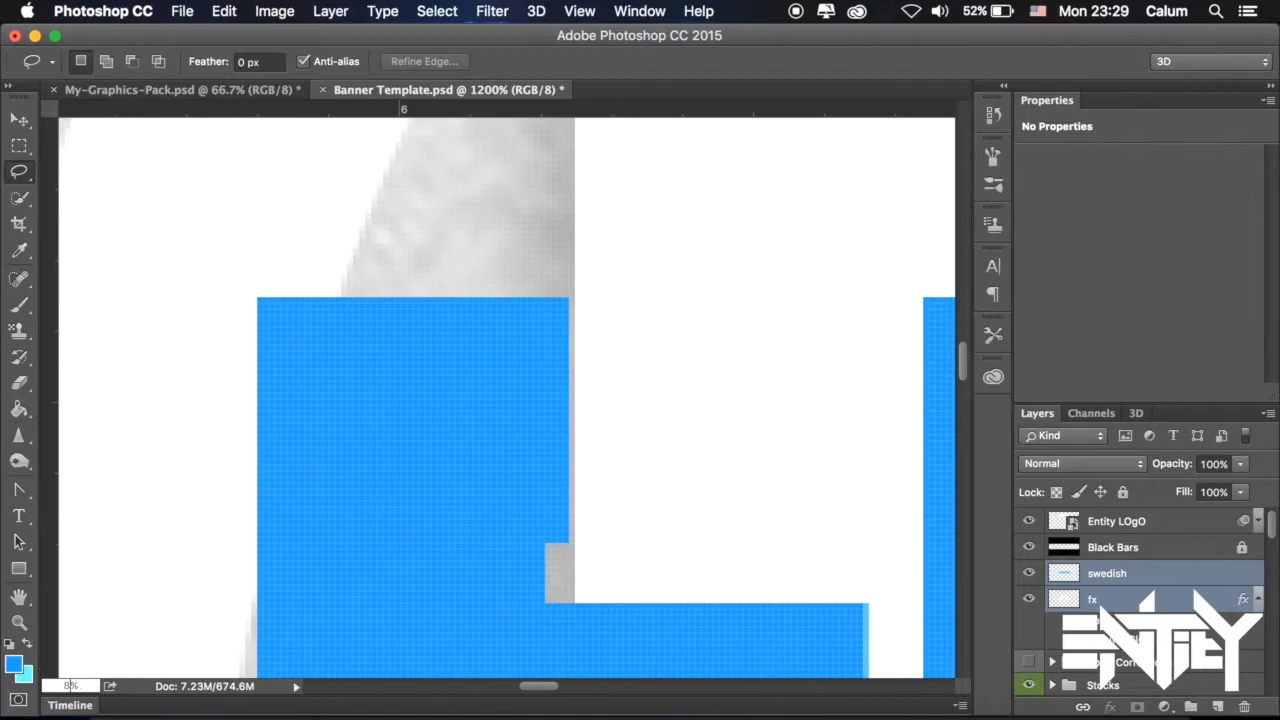 Photoshop CC File Edit Image Layer Type Select Filter 3D View Window Help 52% Mon 23:29 Calum
Adobe Photoshop CC 2015
Feather: 0 px Anti-alias Refine Edge... 3D
My-Graphics-Pack.psd @ 66.7% (RGB/8) * Banner Template.psd @ 1200% (RGB/8) *
6
Properties
No Properties
Layers Channels 3D
Kind
Normal Opacity: 100%
Lock: Fill: 100%
Entity LOgO
Black Bars
swedish
fx fx
ENTITY
Stocks
8% Doc: 7.23M/674.6M
Timeline